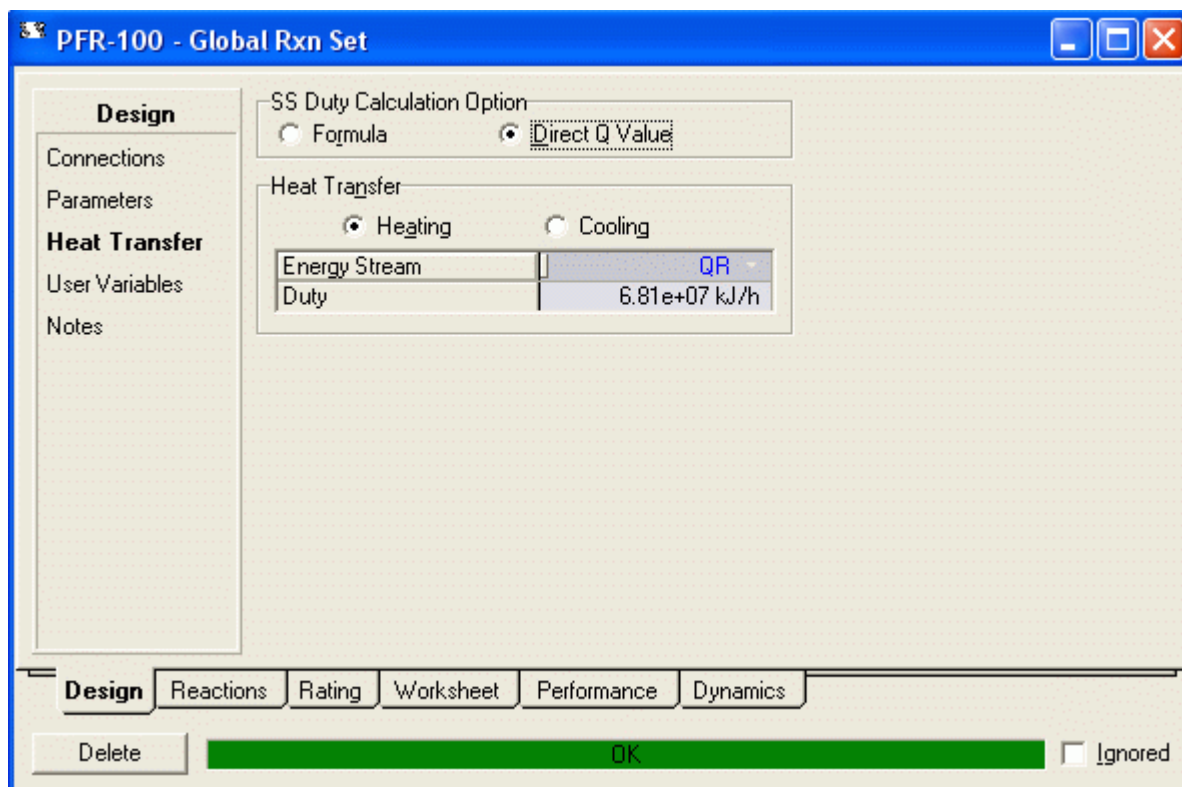 PFR-100 - Global Rxn Set
Design
Connections
Parameters
Heat Transfer
User Variables
Notes
SS Duty Calculation Option
Formula Direct Q Value
Heat Transfer
Heating Cooling
Energy Stream QR
Duty 6.81e+07 kJ/h
Design Reactions Rating Worksheet Performance Dynamics
Delete OK Ignored